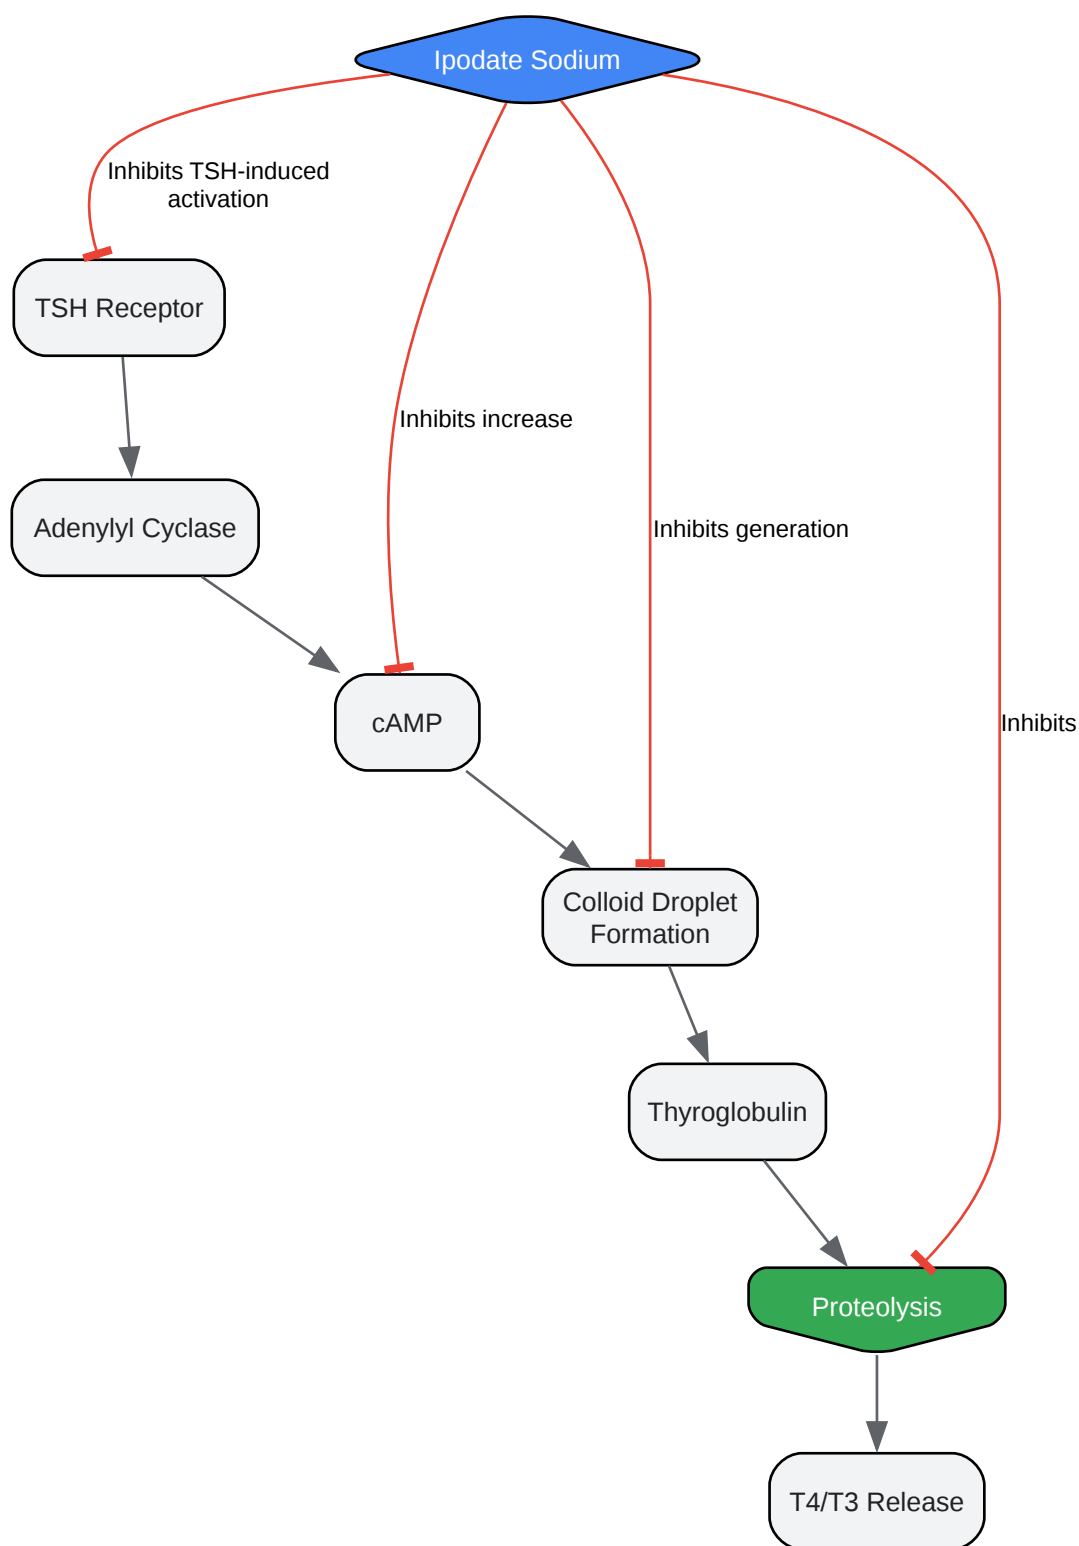 Ipodate Sodium
Inhibits TSH-induced
activation
TSH Receptor
Inhibits increase
Adenylyl Cyclase
Inhibits generation
cAMP
Inhibits
Colloid Droplet
Formation
Thyroglobulin
Proteolysis
T4/T3 Release